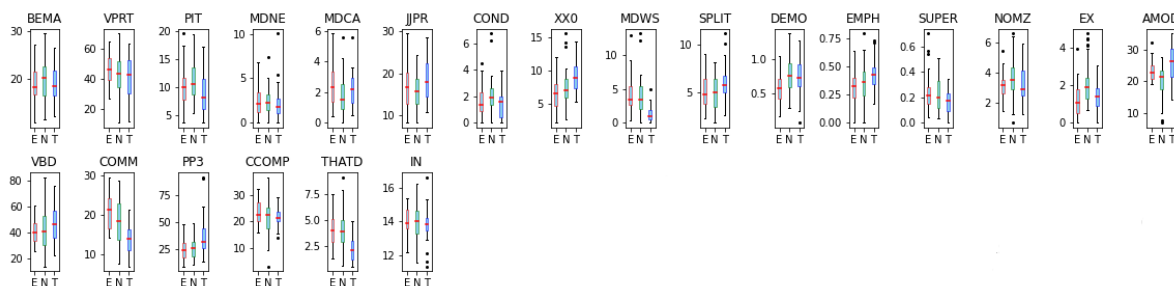 BEMA VPRT PIT MDNE MDCA JJPR COND XX0 MDWS SPLIT DEMO EMPH SUPER NOMZ EX AMOD
30 20 10
60 40 20
20 15 10 5
10 5 0
6 4 2 0
30 20 10
6 4 2 0
15 10 5
10 5 0
10 5 0
1.0 0.5 0.0
0.75 0.50 0.25 0.00
0.6 0.4 0.2 0.0
6 4 2
4 2 0
30 20 10
E N T E N T E N T E N T E N T E N T E N T E N T E N T E N T E N T E N T E N T E N T E N T E N T
VBD COMM PP3 CCOMP THATD IN
80 60 40 20
30 20 10
75 50 25
30 20 10
7.5 5.0 2.5
16 14 12
E N T E N T E N T E N T E N T E N T